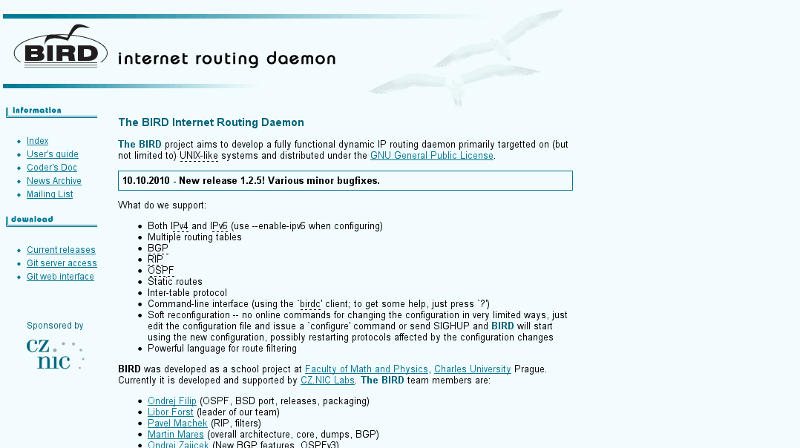 BIRD
internet routing daemon
information
Index
User's guide
Coder's Doc
News Archive
Mailing List
download
Current releases
Git server access
Git web interface
Sponsored by
CZ
NIC
The BIRD Internet Routing Daemon
The BIRD project aims to develop a fully functional dynamic IP routing daemon primarily targetted on (but
not limited to) UNIX-like systems and distributed under the GNU General Public License.
10.10.2010 - New release 1.2.5! Various minor bugfixes.
What do we support:
Both IPv4 and IPv6 (use --enable-ipv6 when configuring)
Multiple routing tables
BGP
RIP
OSPF
Static routes
Inter-table protocol
Command-line interface (using the `birdc' client; to get some help, just press `?')
Soft reconfiguration -- no online commands for changing the configuration in very limited ways, just
edit the configuration file and issue a `configure' command or send SIGHUP and BIRD will start
using the new configuration, possibly restarting protocols affected by the configuration changes
Powerful language for route filtering
BIRD was developed as a school project at Faculty of Math and Physics, Charles University Prague.
Currently it is developed and supported by CZ.NIC Labs. The BIRD team members are:
Ondrej Filip (OSPF, BSD port, releases, packaging)
Libor Forst (leader of our team)
Pavel Machek (RIP, filters)
Martin Mares (overall architecture, core, dumps, BGP)
Ondrej Zajicek (New BGP features, OSPFv3)